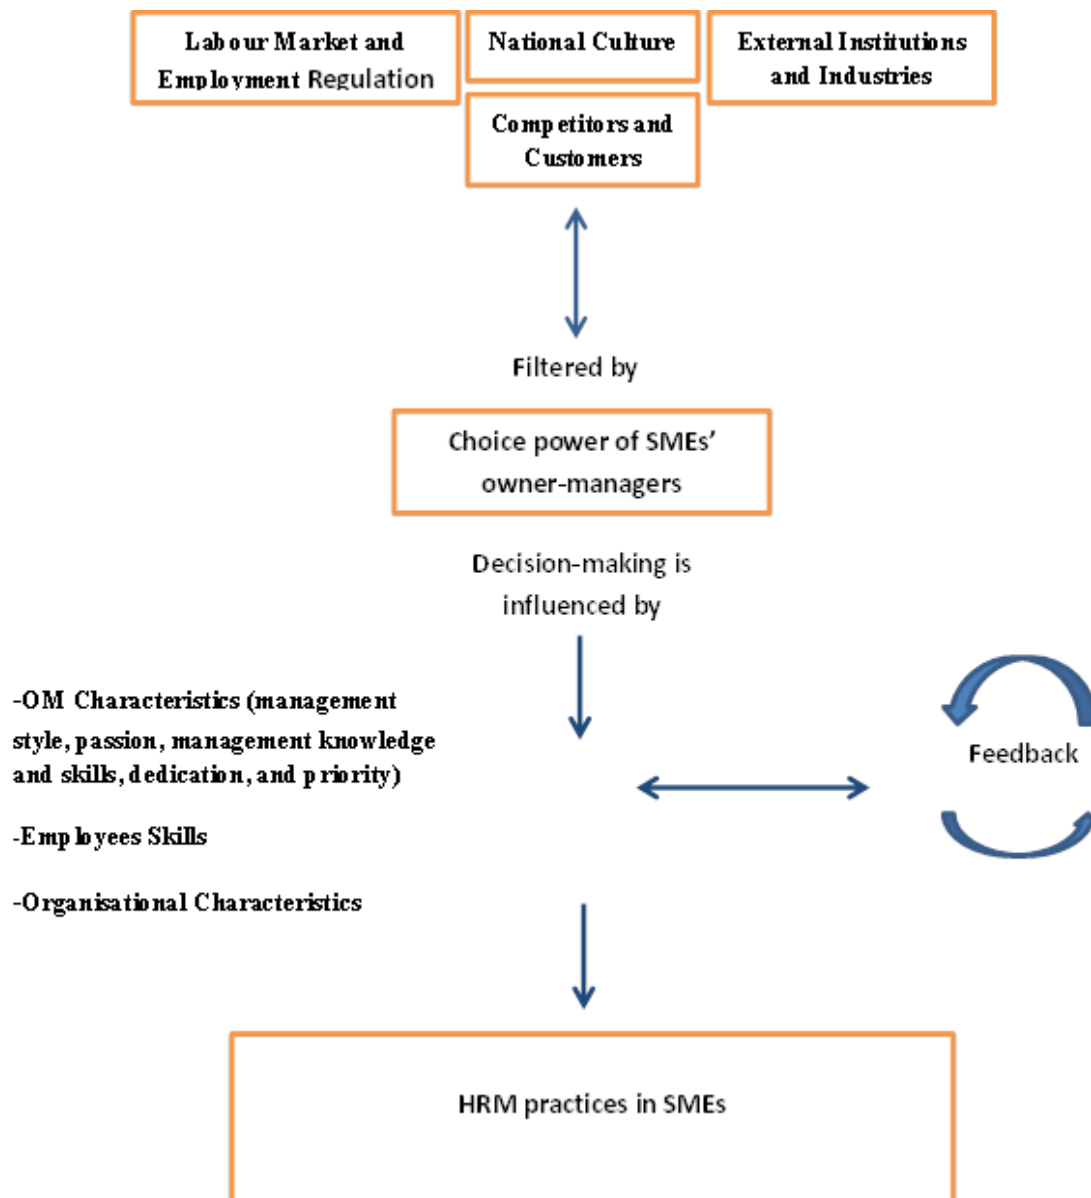 Labour Market and
Employment Regulation
National Culture
External Institutions
and Industries
Competitors and
Customers
Filtered by
Choice power of SMEs’
owner-managers
Decision-making is
influenced by
-OM Characteristics (management
style, passion, management knowledge
and skills, dedication, and priority)
Feedback
-Employees Skills
-Organisational Characteristics
HRM practices in SMEs